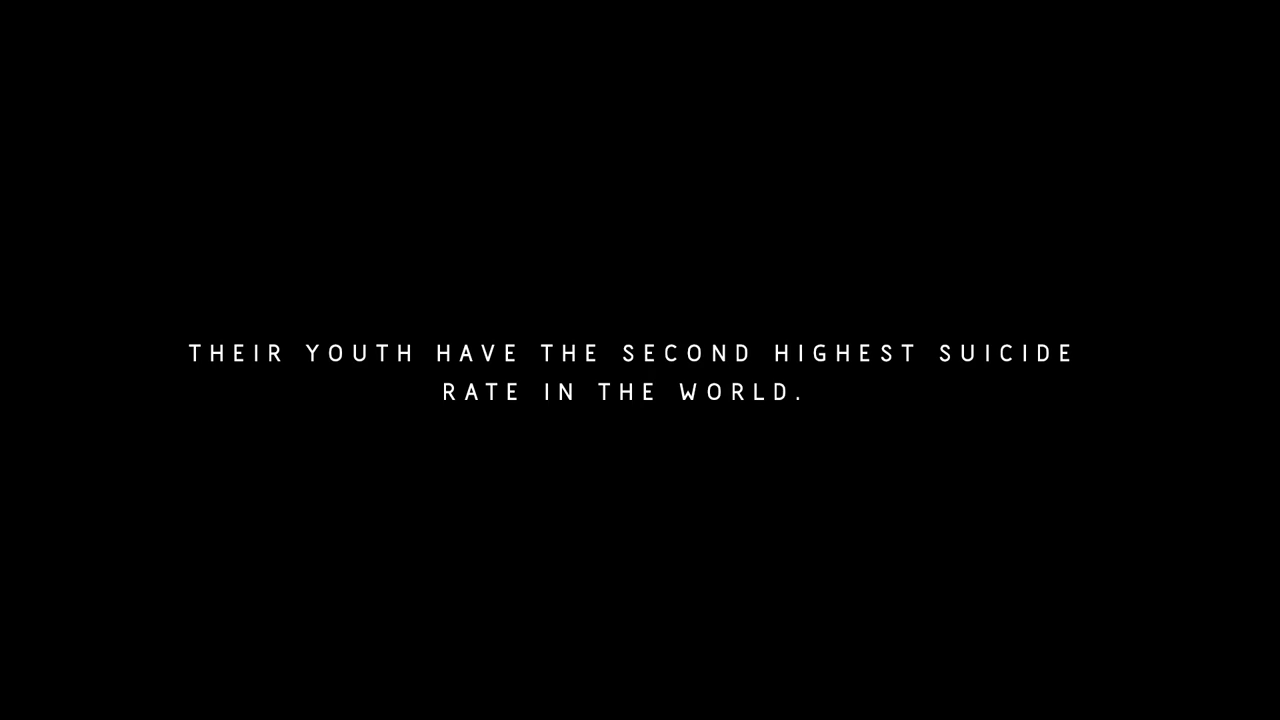 THEIR YOUTH HAVE THE SECOND HIGHEST SUICIDE
RATE IN THE WORLD.